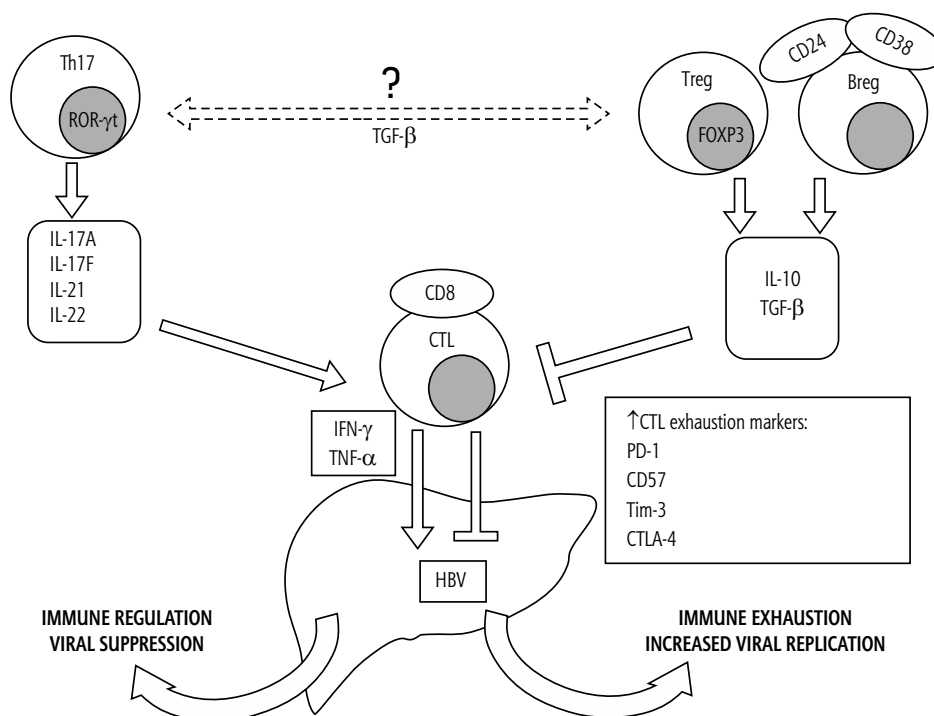 Th17
ROR-γt
?
TGF-β
CD24
CD38
Treg
Breg
FOXP3
IL-17A
IL-17F
IL-21
IL-22
IL-10
TGF-β
CD8
CTL
IFN-γ
TNF-α
↑CTL exhaustion markers:
PD-1
CD57
Tim-3
CTLA-4
HBV
IMMUNE REGULATION
VIRAL SUPPRESSION
IMMUNE EXHAUSTION
INCREASED VIRAL REPLICATION